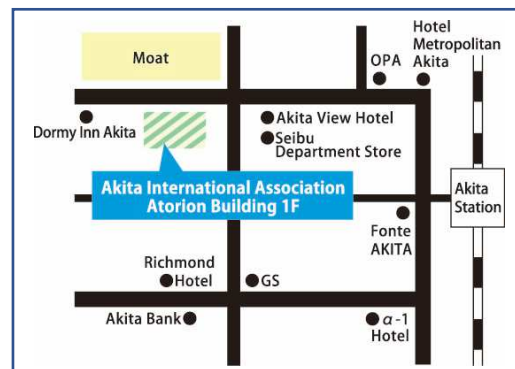 Moat
OPA
Hotel
Metropolitan
Akita
Dormy Inn Akita
Akita View Hotel
Seibu
Department Store
Akita International Association
Atorion Building 1F
Akita
Station
Fonte
AKITA
Richmond
Hotel
GS
Akita Bank
α-1
Hotel